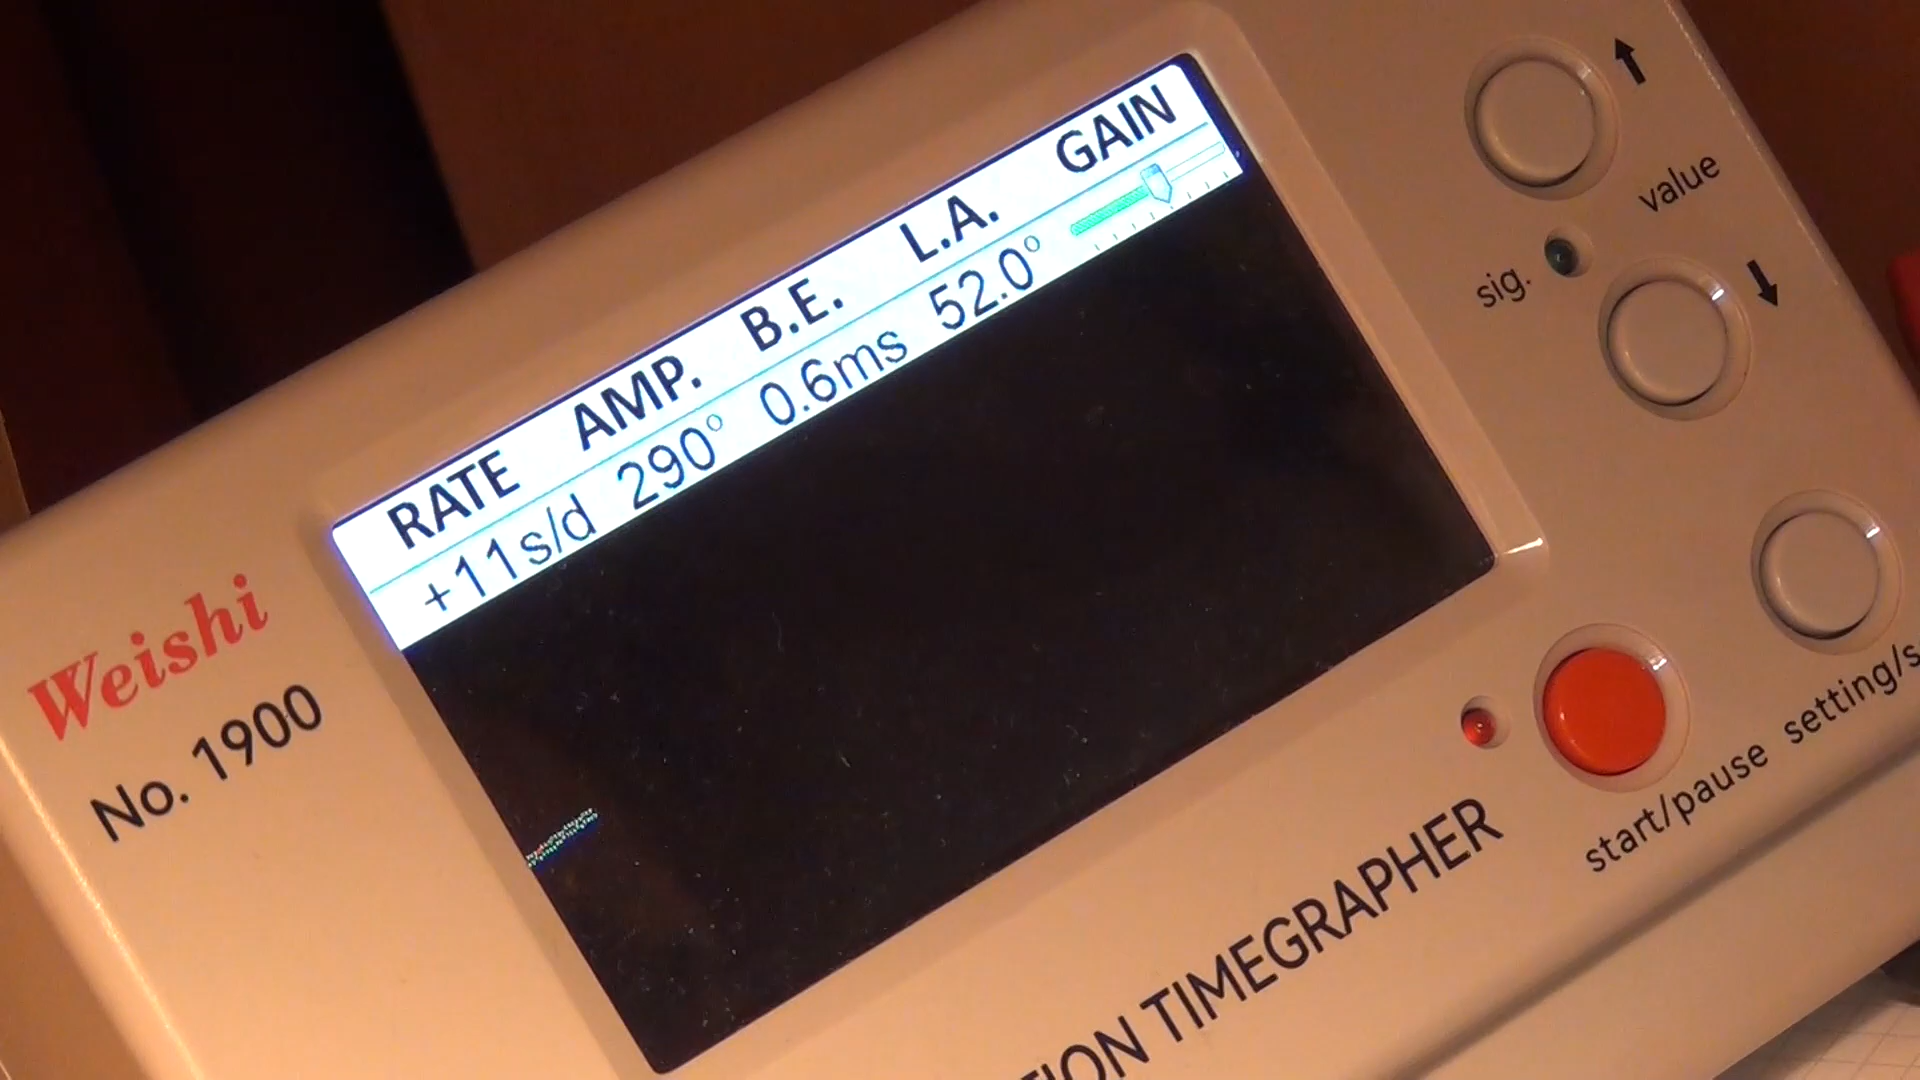 RATE AMP. B.E. L.A. GAIN
+11s/d 290° 0.6ms 52.0°
Weishi
No. 1900
value
sig.
start/pause setting/s
TION TIMEGRAPHER